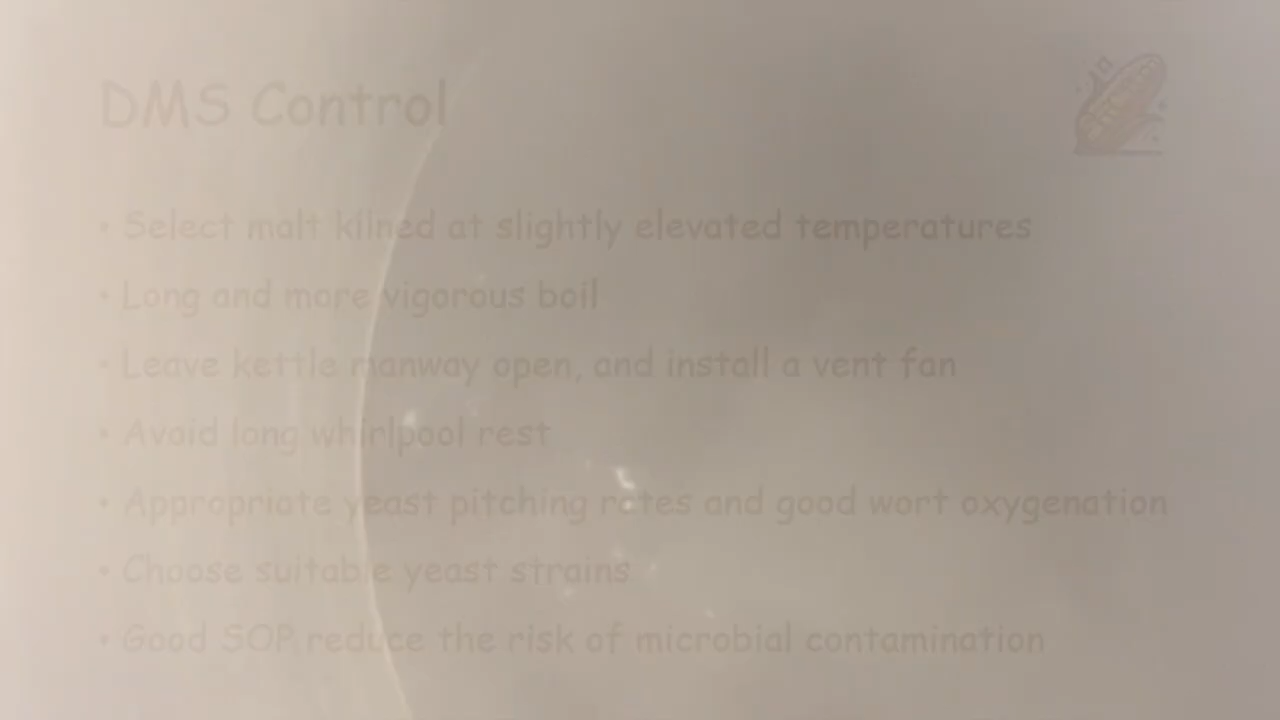 DMS Control
• Select malt kilned at slightly elevated temperatures
• Long and more vigorous boil
• Leave kettle manway open, and install a vent fan
• Avoid long whirlpool rest
• Appropriate yeast pitching rates and good wort oxygenation
• Choose suitable yeast strains
• Good SOP, reduce the risk of microbial contamination